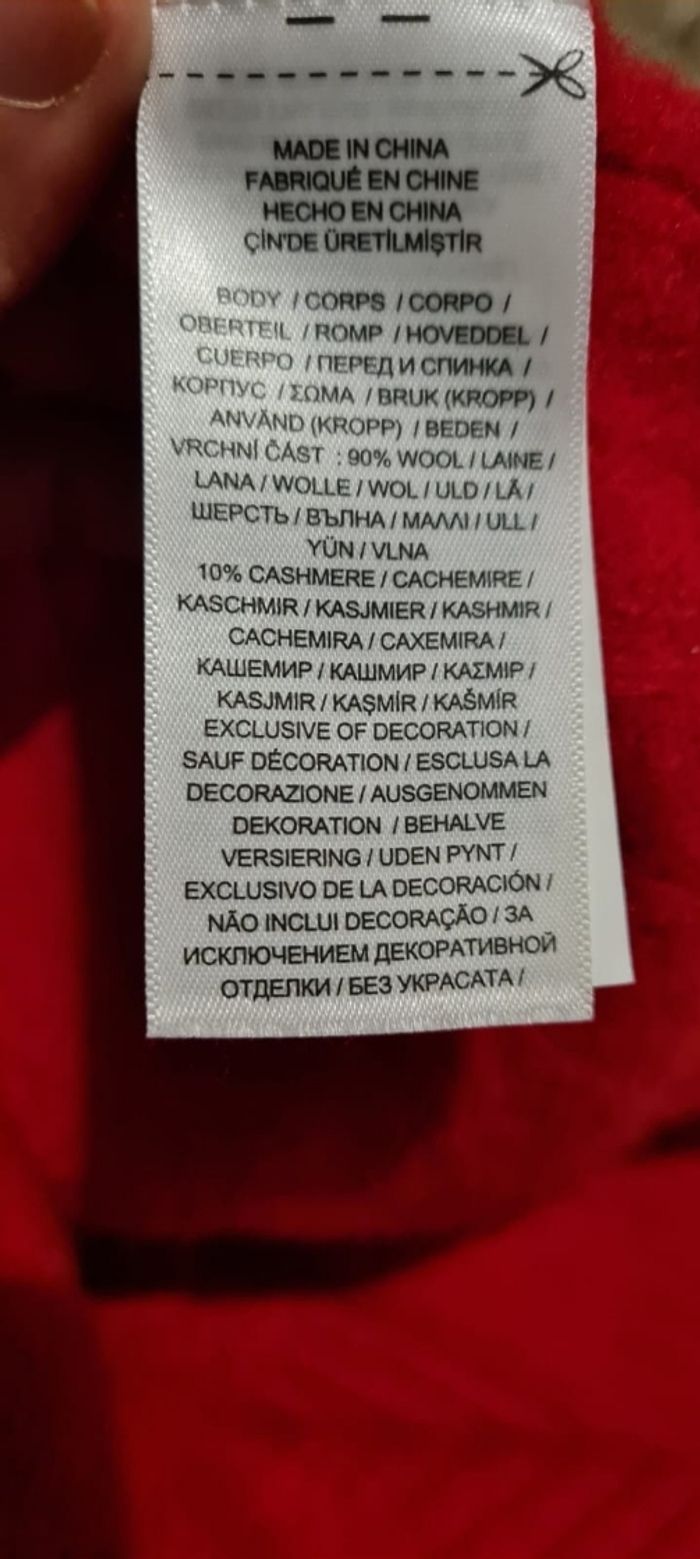 MADE IN CHINA
FABRIQUÉ EN CHINE
HECHO EN CHINA
ÇİN'DE ÜRETİLMİŞTİR
BODY / CORPS / CORPO /
OBERTEIL / ROMP / HOVEDDEL /
CUERPO / ПЕРЕД И СПИНКА /
КОРПУС / ΣΩΜΑ / BRUK (KROPP) /
ANVÄND (KROPP) / BEDEN /
VRCHNÍ ČÁST : 90% WOOL / LAINE /
LANA / WOLLE / WOL / ULD / LÃ /
ШЕРСТЬ / ВЪЛНА / ΜΑΛΛΙ / ULL /
YÜN / VLNA
10% CASHMERE / CACHEMIRE /
KASCHMIR / KASJMIER / KASHMIR /
CACHEMIRA / CAXEMIRA /
КАШЕМИР / КАШМИР / ΚΑΣΜΙΡ /
KASJMIR / KAŞMİR / KAŠMÍR
EXCLUSIVE OF DECORATION /
SAUF DÉCORATION / ESCLUSA LA
DECORAZIONE / AUSGENOMMEN
DEKORATION / BEHALVE
VERSIERING / UDEN PYNT /
EXCLUSIVO DE LA DECORACIÓN /
NÃO INCLUI DECORAÇÃO / ЗА
ИСКЛЮЧЕНИЕМ ДЕКОРАТИВНОЙ
ОТДЕЛКИ / БЕЗ УКРАСАТА /